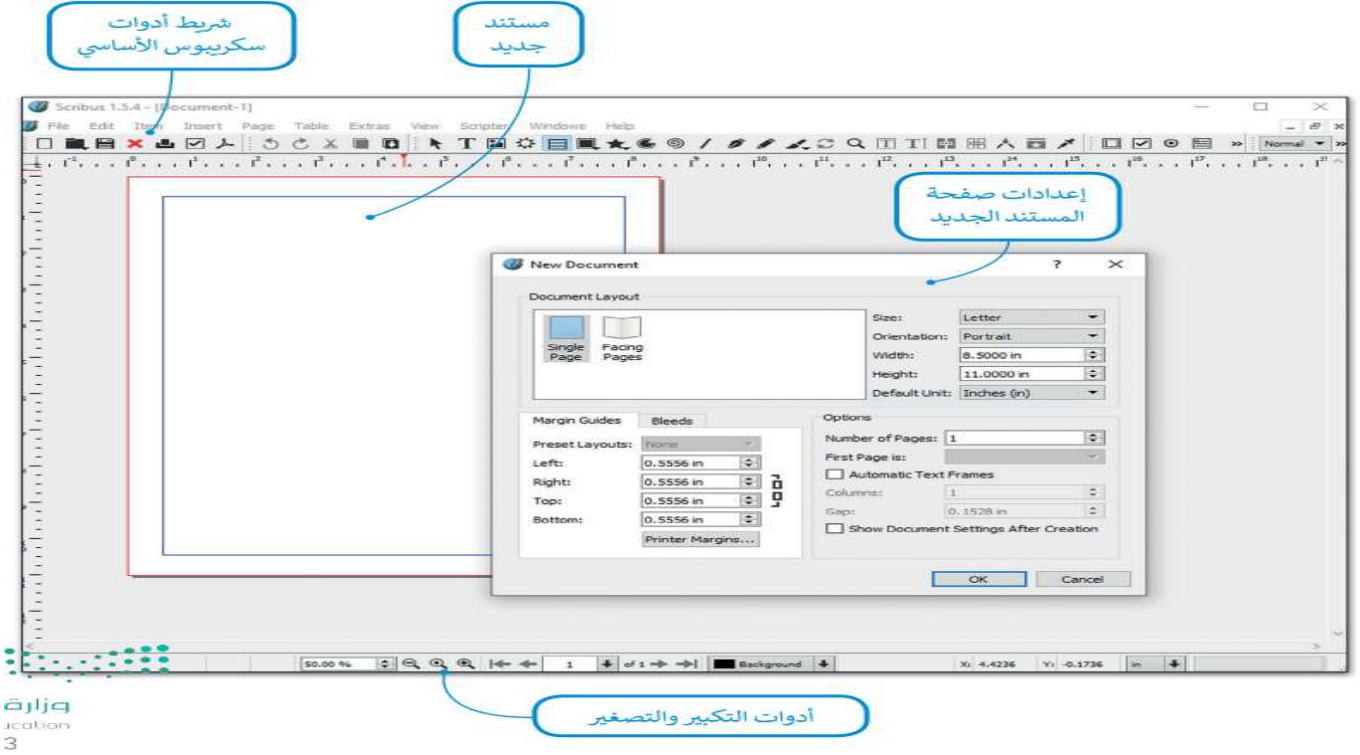 شريط أدوات
سكريبوس الأساسي
مستند
جديد
Scribus 1.5.4 - [Document-1]
File Edit Item Insert Page Table Extras View Scripter Windows Help
Normal
إعدادات صفحة
المستند الجديد
New Document ?
Document Layout
Single
Page
Facing
Pages
Size: Letter
Orientation: Portrait
Width: 8.5000 in
Height: 11.0000 in
Default Unit: Inches (in)
Margin Guides Bleeds
Preset Layouts: None
Left: 0.5556 in
Right: 0.5556 in
Top: 0.5556 in
Bottom: 0.5556 in
Printer Margins...
Options
Number of Pages: 1
First Page is:
Automatic Text Frames
Columns: 1
Gap: 0.1528 in
Show Document Settings After Creation
OK Cancel
50.00 % 1 of 1 Background X: 4.4236 Y: -0.1736 in
أدوات التكبير والتصغير
وزارة
ucation
3